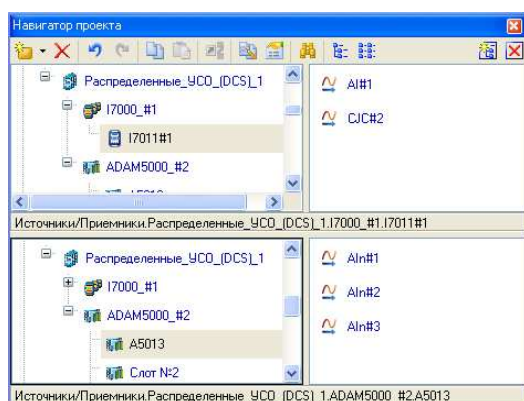 Навигатор проекта
Распределенные_УСО_(DCS)_1
I7000_#1
I7011#1
ADAM5000_#2
AI#1
CJC#2
Источники/Приемники.Распределенные_УСО_(DCS)_1.I7000_#1.I7011#1
Распределенные_УСО_(DCS)_1
I7000_#1
ADAM5000_#2
A5013
Слот №2
AIn#1
AIn#2
AIn#3
Источники/Приемники.Распределенные_УСО_(DCS)_1.ADAM5000_#2.A5013